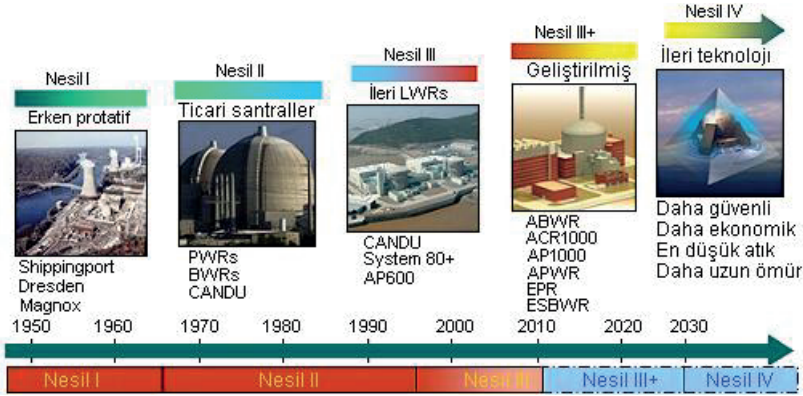 Nesil I
Erken protatif
Shippingport
Dresden
Magnox
Nesil II
Ticari santraller
PWRs
BWRs
CANDU
Nesil III
İleri LWRs
CANDU
System 80+
AP600
Nesil III+
Geliştirilmiş
ABWR
ACR1000
AP1000
APWR
EPR
ESBWR
Nesil IV
İleri teknoloji
Daha güvenli
Daha ekonomik
En düşük atık
Daha uzun ömür
1950 1960 1970 1980 1990 2000 2010 2020 2030
Nesil I Nesil II Nesil III Nesil III+ Nesil IV